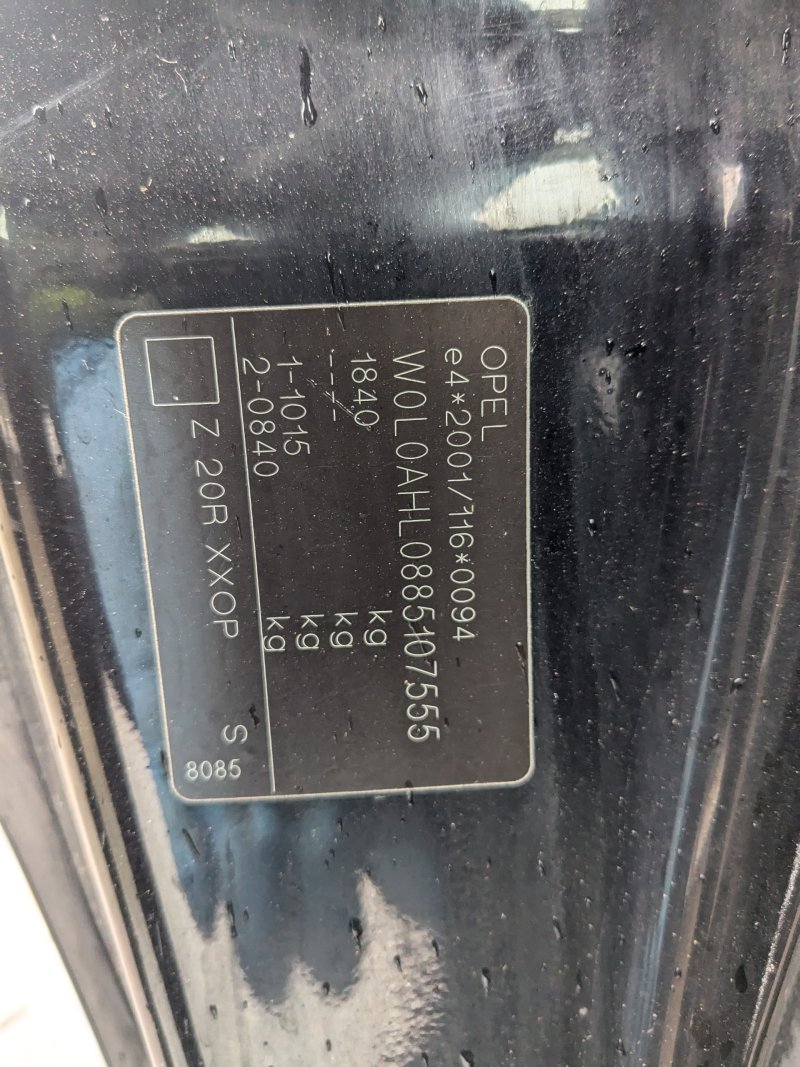 OPEL
e4*2001/116*0094
W0L0AHL0885107555
1840 kg
---- kg
1-1015 kg
2-0840 kg
Z 20R XXOP S
8085